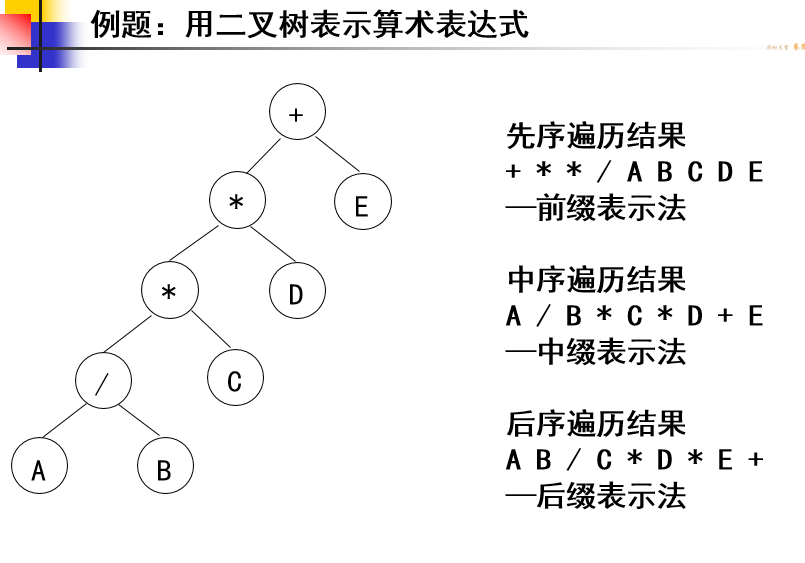 例题：用二叉树表示算术表达式
+
*
E
*
D
/
C
A
B
先序遍历结果
+ * * / A B C D E
—前缀表示法
中序遍历结果
A / B * C * D + E
—中缀表示法
后序遍历结果
A B / C * D * E +
—后缀表示法